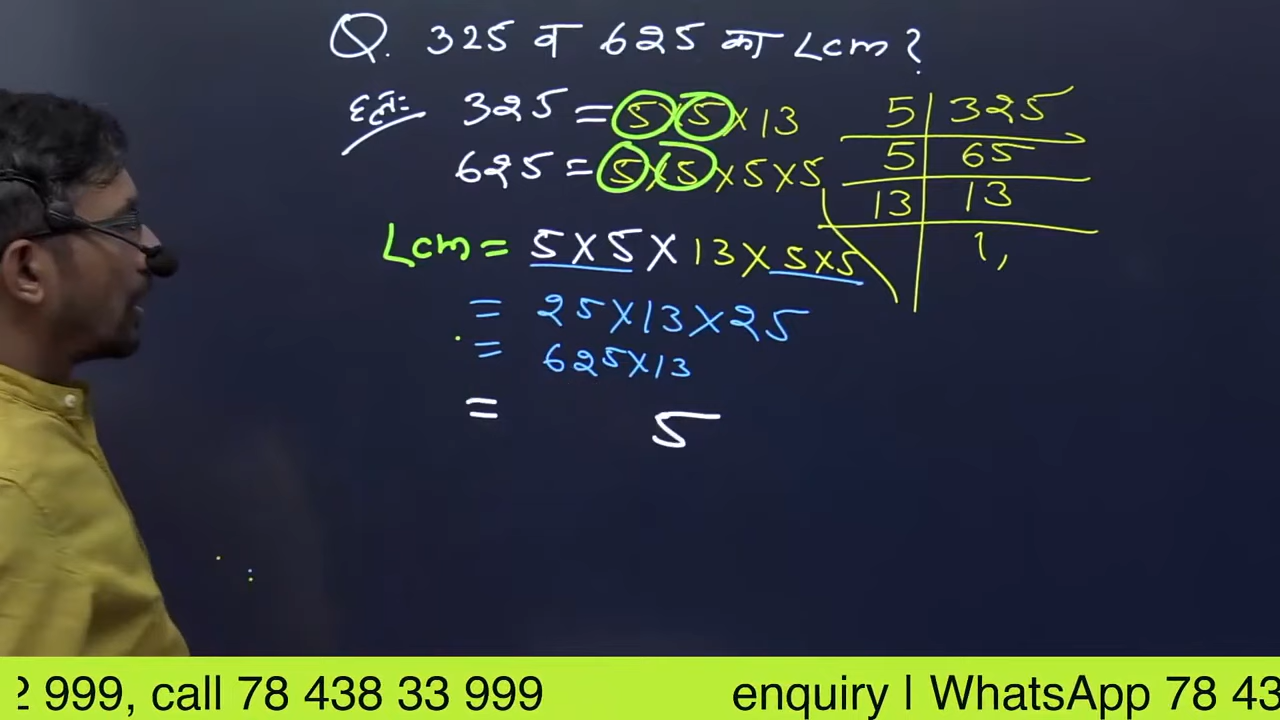 Q. 325 व 625 का Lcm?
हलः 325 = 5 × 5 × 13
625 = 5 × 5 × 5 × 5
5 | 325
5 | 65
13 | 13
1,
Lcm = 5 × 5 × 13 × 5 × 5
= 25 × 13 × 25
= 625 × 13
= 5
2 999, call 78 438 33 999 enquiry | WhatsApp 78 43